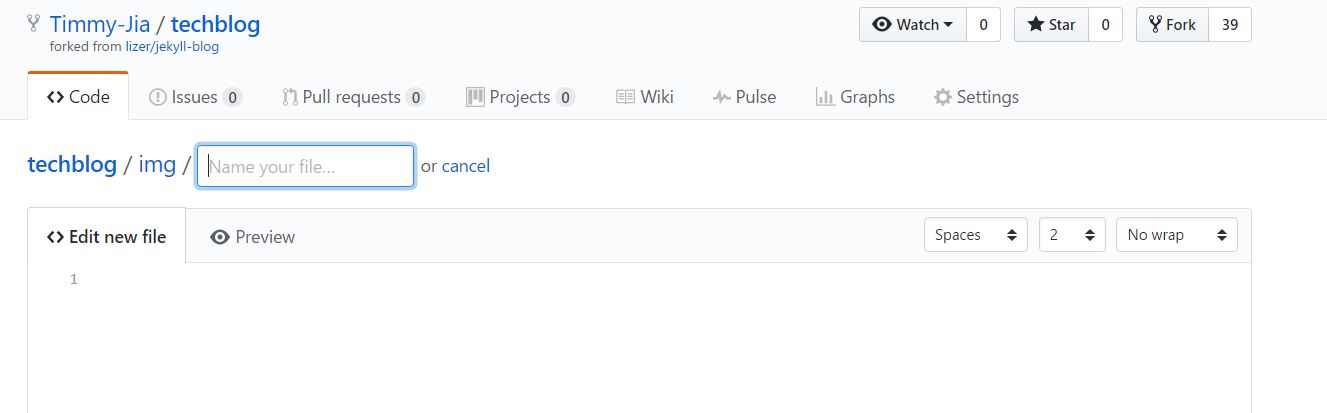 Timmy-Jia / techblog
forked from lizer/jekyll-blog
Watch 0 Star 0 Fork 39
Code Issues 0 Pull requests 0 Projects 0 Wiki Pulse Graphs Settings
techblog / img / Name your file... or cancel
Edit new file Preview Spaces 2 No wrap
1